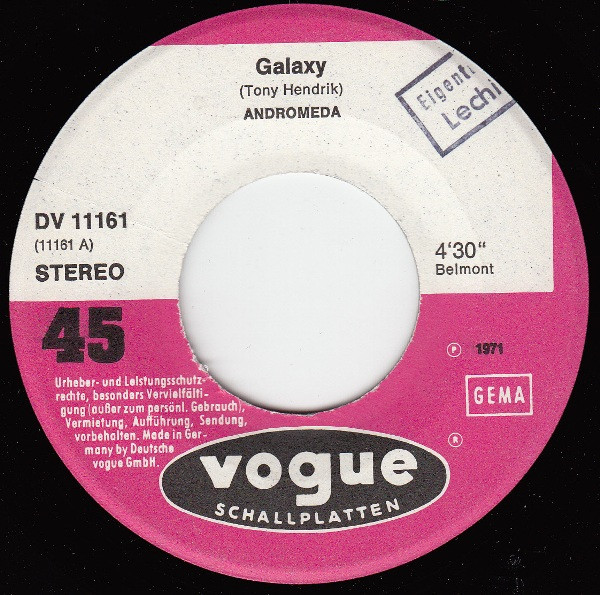 Galaxy
(Tony Hendrik)
ANDROMEDA
Lechi
DV 11161
(11161 A)
STEREO
4'30"
Belmont
45
℗ 1971
GEMA
Urheber- und Leistungsschutz-
rechte, besonders Vervielfälti-
gung (außer zum persönl. Gebrauch),
Vermietung, Aufführung, Sendung,
vorbehalten. Made in Ger-
many by Deutsche
vogue GmbH.
®
vogue
SCHALLPLATTEN